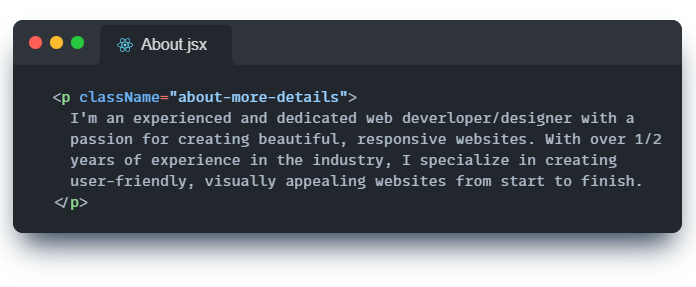 About.jsx
<p className="about-more-details">
I'm an experienced and dedicated web deverloper/designer with a
passion for creating beautiful, responsive websites. With over 1/2
years of experience in the industry, I specialize in creating
user-friendly, visually appealing websites from start to finish.
</p>